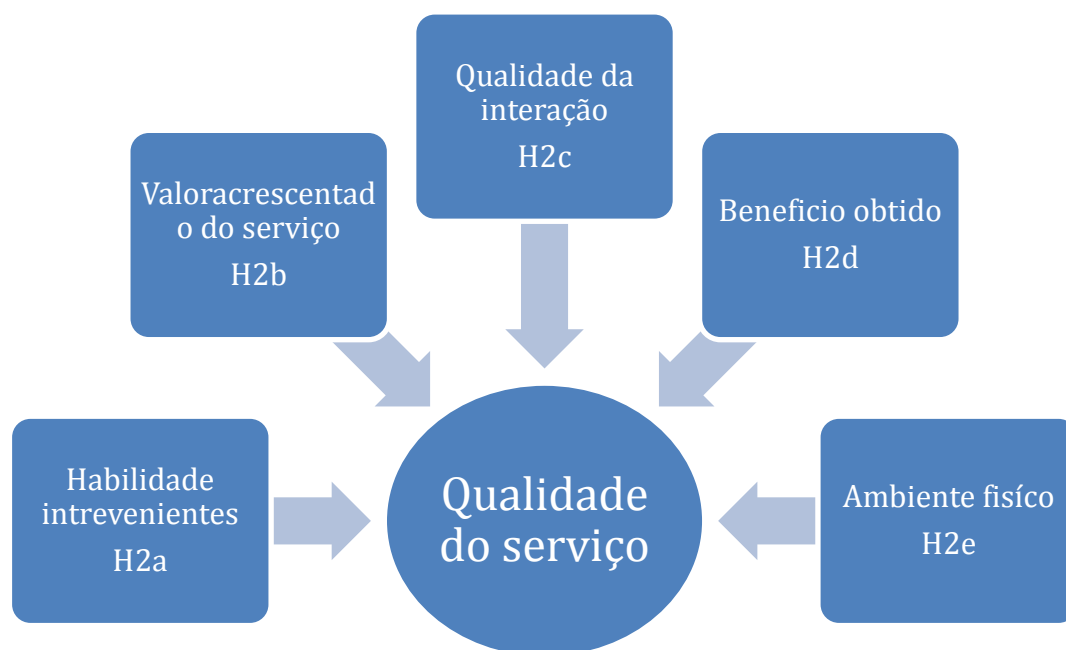 Qualidade da
interação
H2c
Valoracrescentad
o do serviço
H2b
Beneficio obtido
H2d
Habilidade
intrevenientes
H2a
Qualidade
do serviço
Ambiente fisíco
H2e